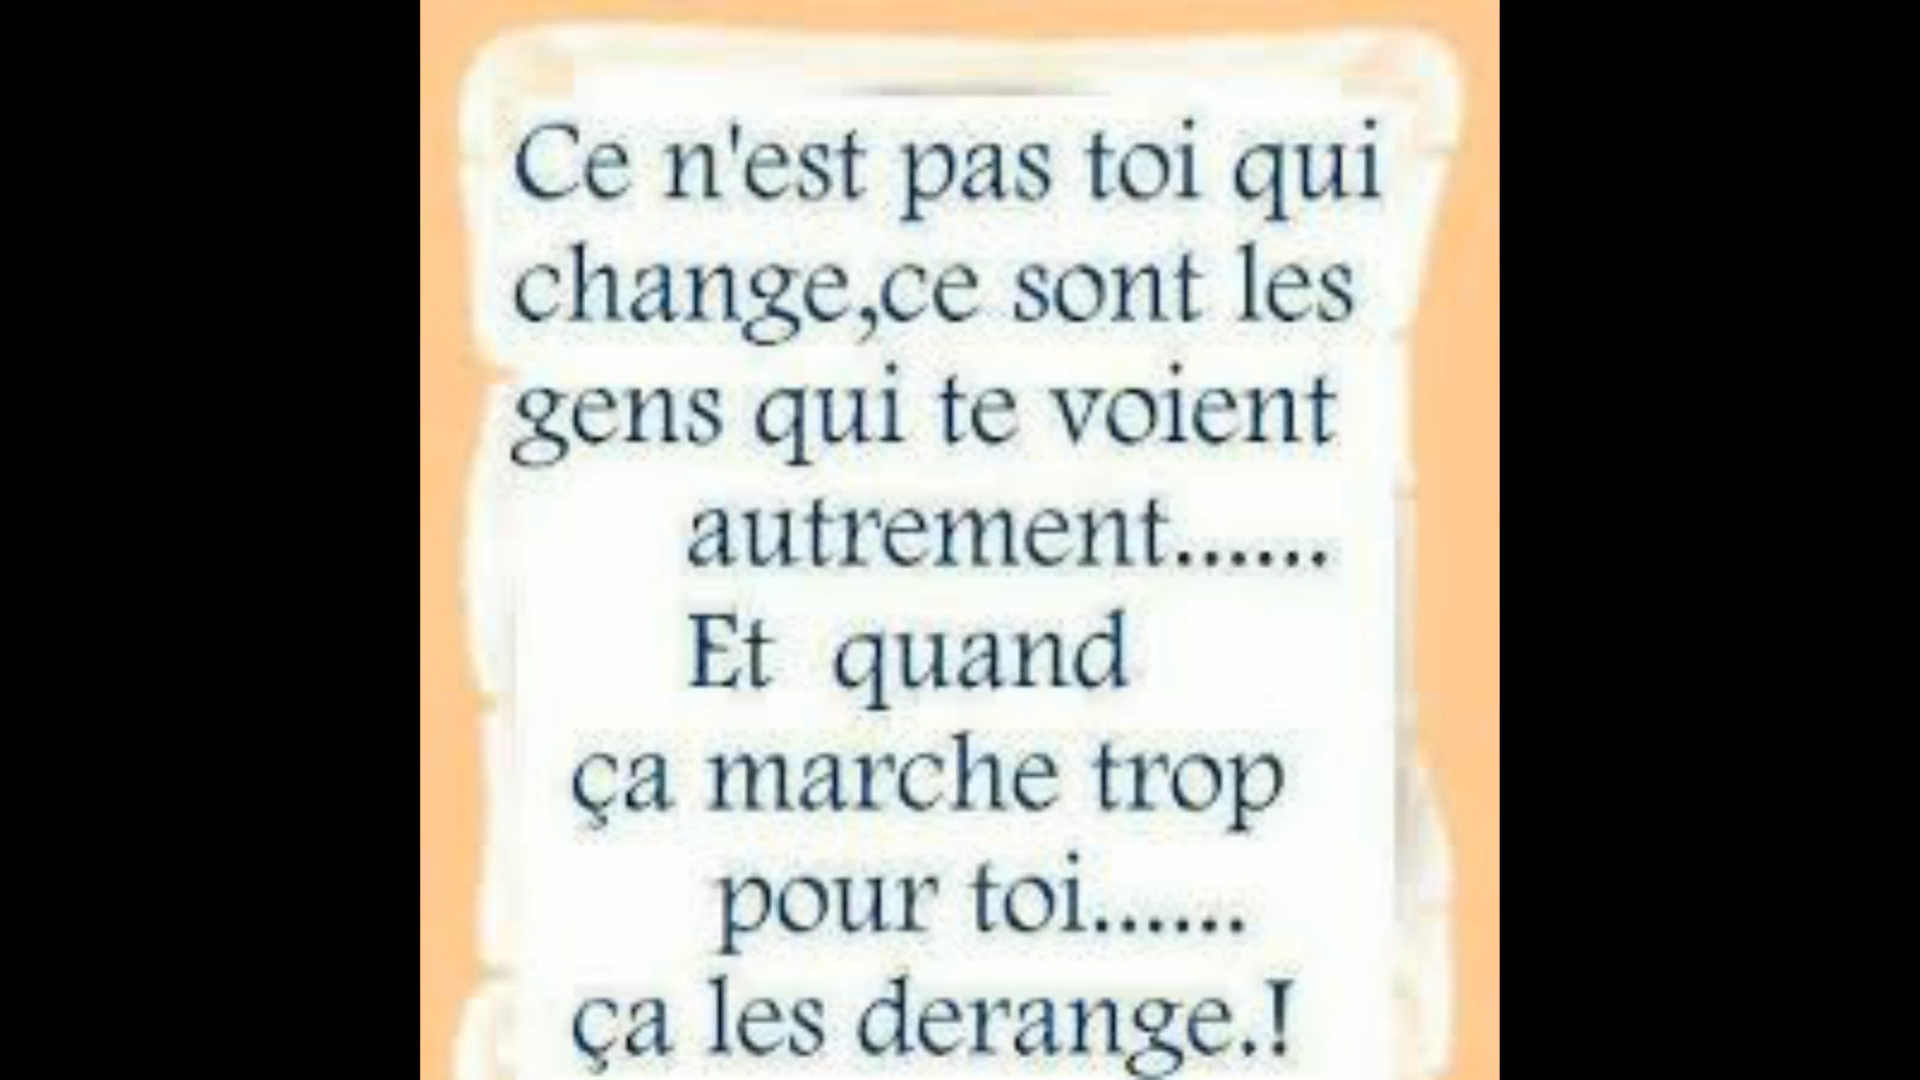 Ce n'est pas toi qui
change,ce sont les
gens qui te voient
autrement......
Et quand
ça marche trop
pour toi......
ça les derange.!